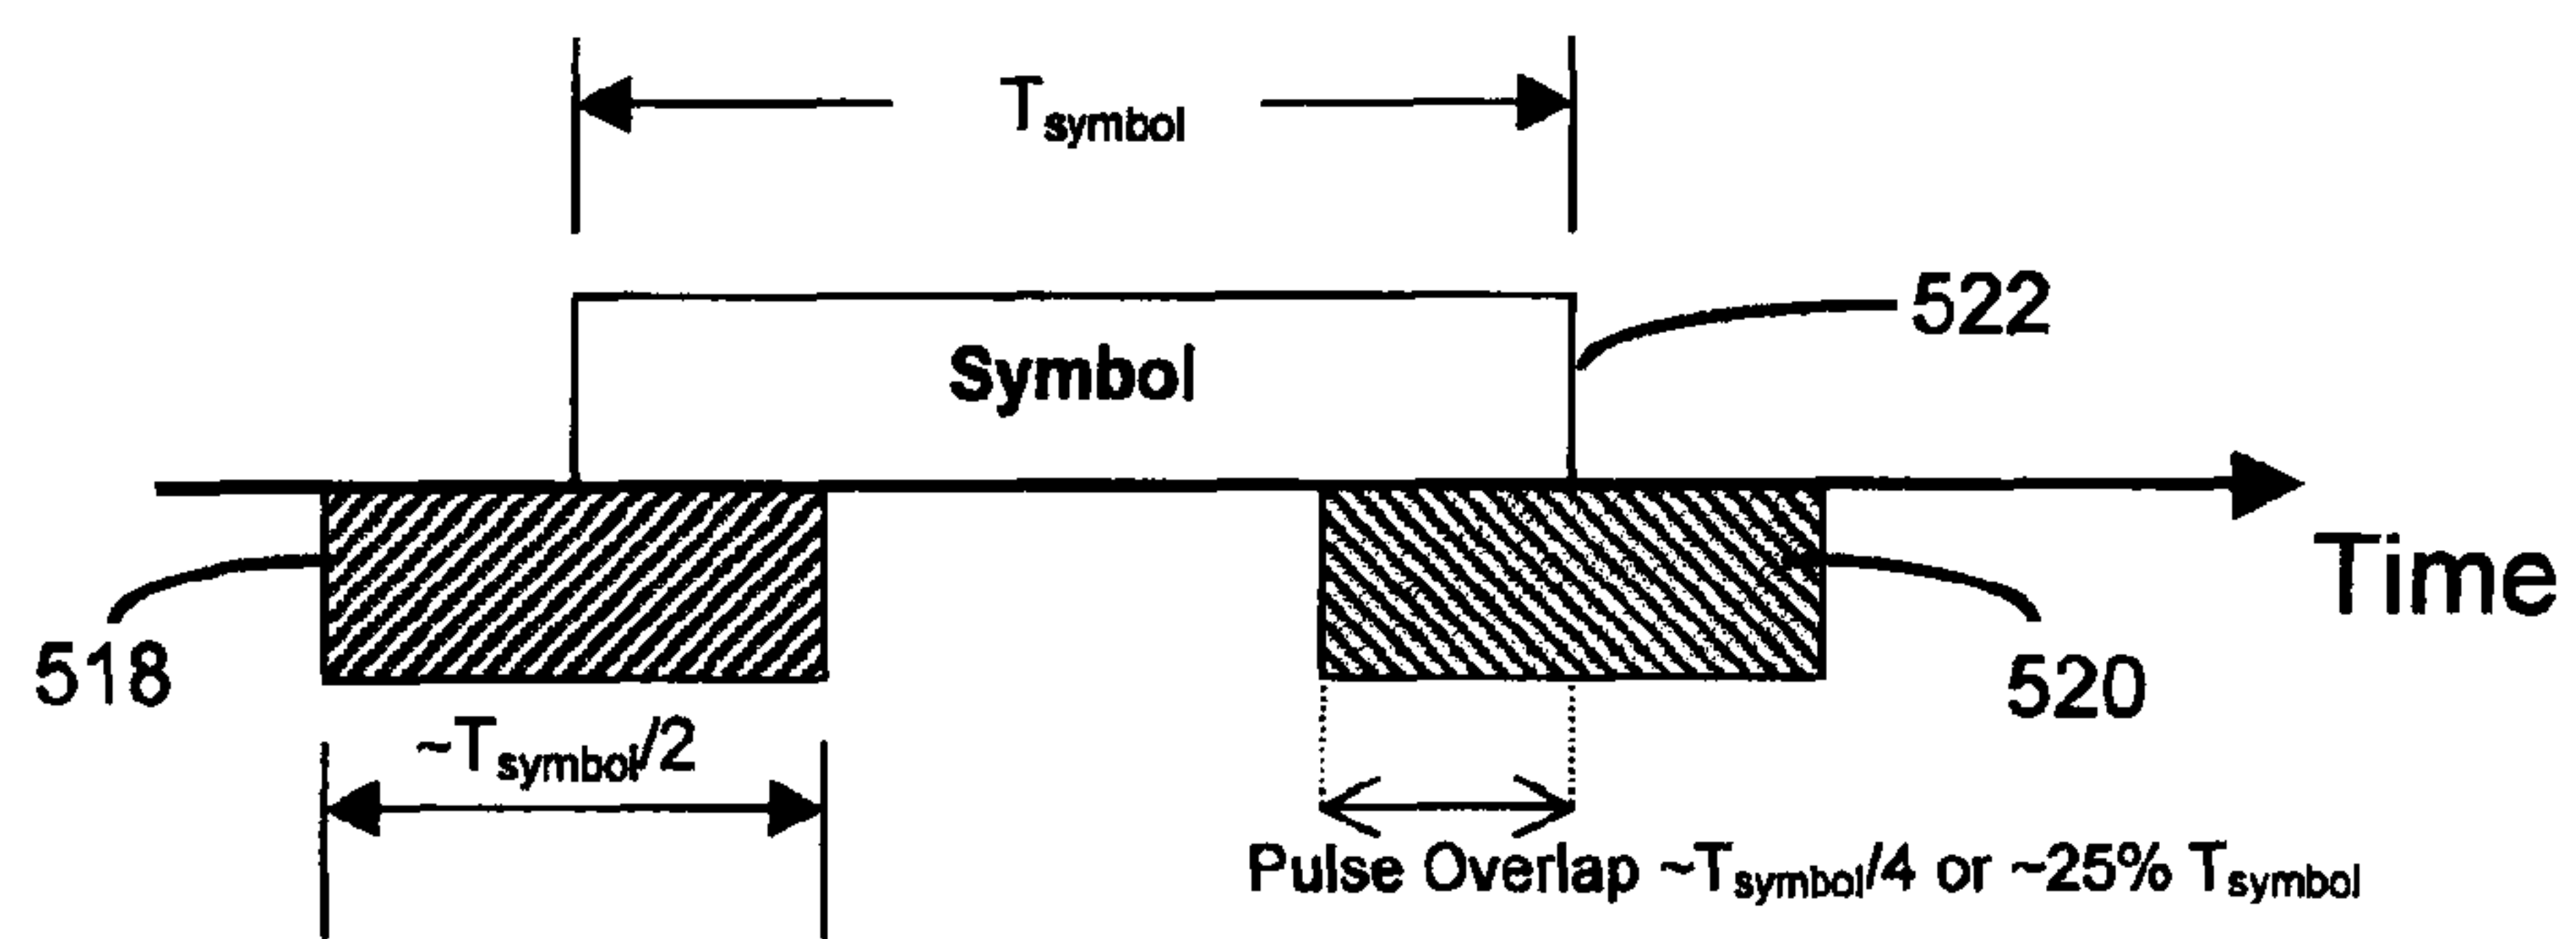 Tsymbol
522
Symbol
Time
518
520
~Tsymbol/2
Pulse Overlap ~Tsymbol/4 or ~25% Tsymbol